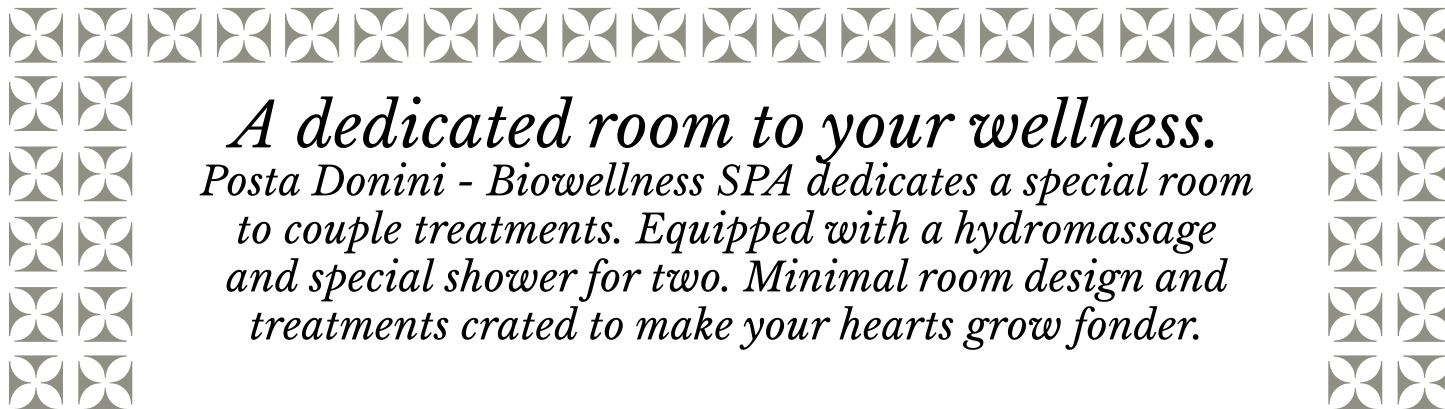 A dedicated room to your wellness.
Posta Donini - Biowellness SPA dedicates a special room
to couple treatments. Equipped with a hydromassage
and special shower for two. Minimal room design and
treatments crated to make your hearts grow fonder.